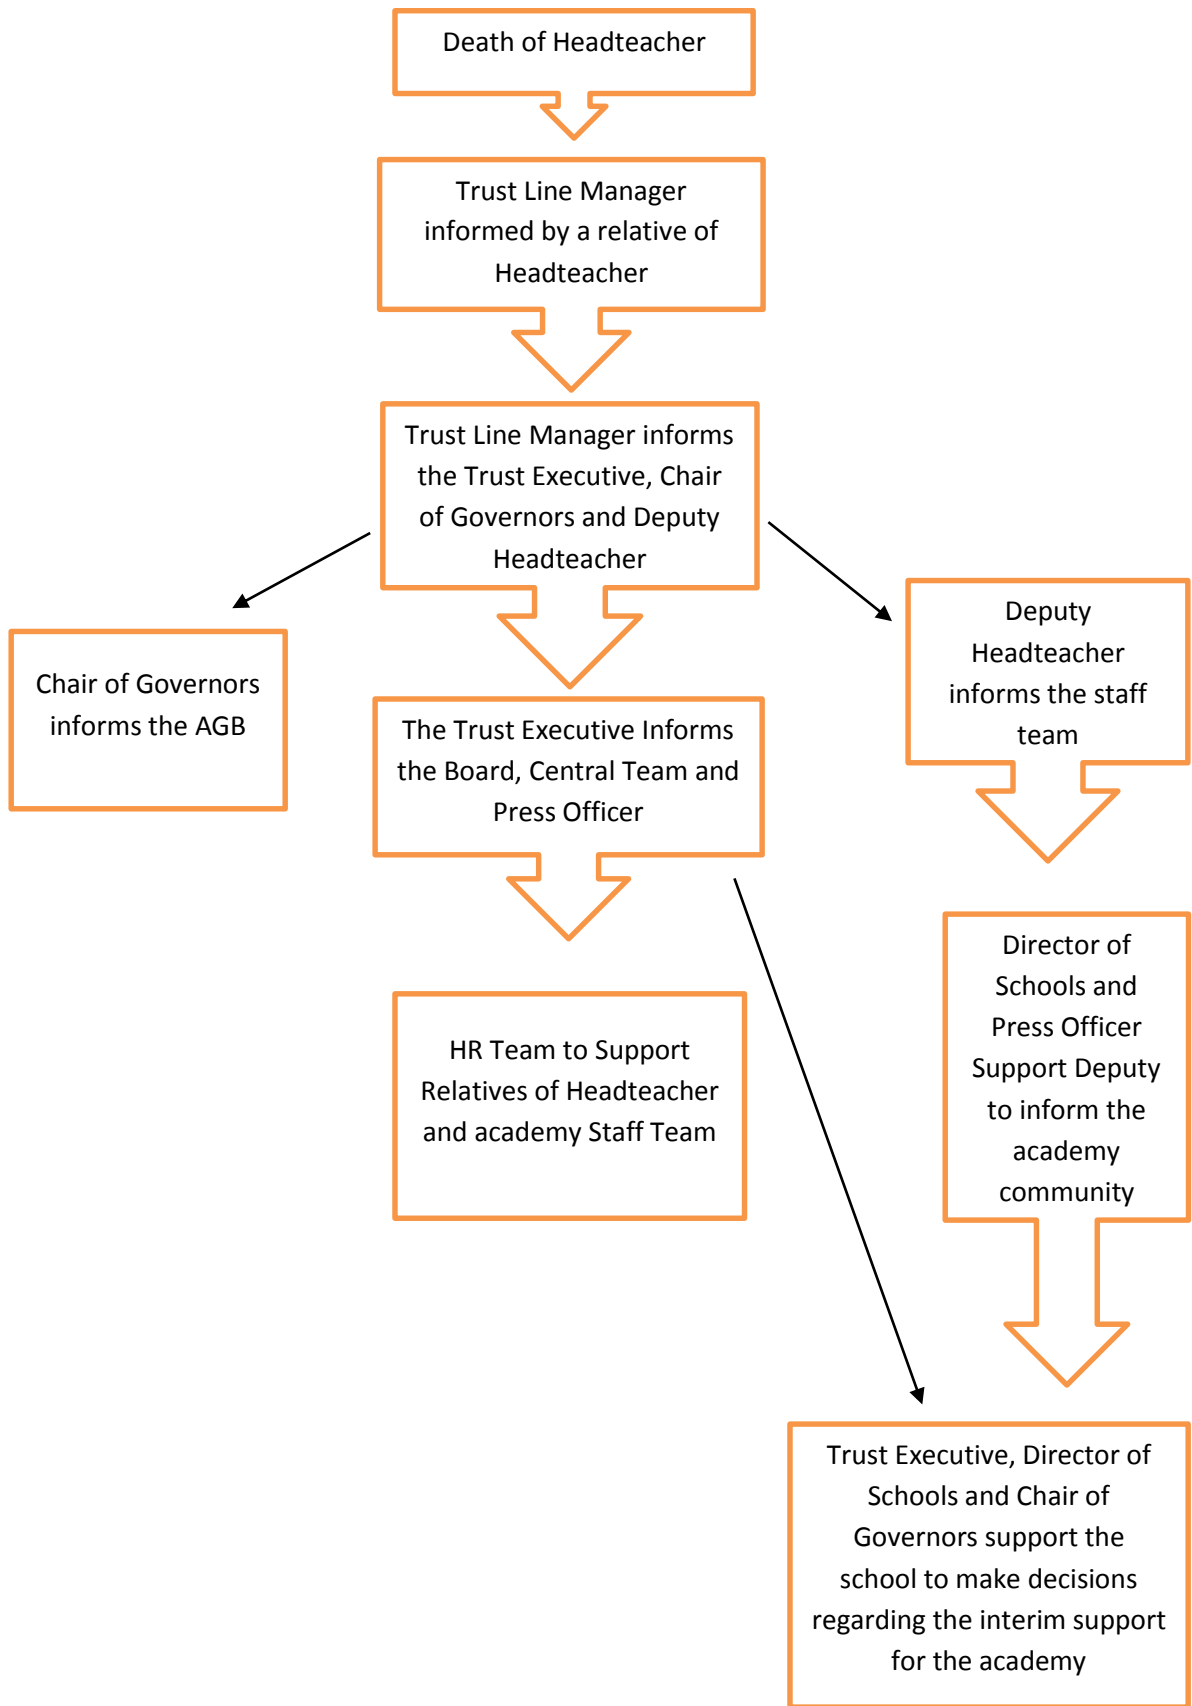 Death of Headteacher
Trust Line Manager
informed by a relative of
Headteacher
Trust Line Manager informs
the Trust Executive, Chair
of Governors and Deputy
Headteacher
Chair of Governors
informs the AGB
The Trust Executive Informs
the Board, Central Team and
Press Officer
Deputy
Headteacher
informs the staff
team
HR Team to Support
Relatives of Headteacher
and academy Staff Team
Director of
Schools and
Press Officer
Support Deputy
to inform the
academy
community
Trust Executive, Director of
Schools and Chair of
Governors support the
school to make decisions
regarding the interim support
for the academy